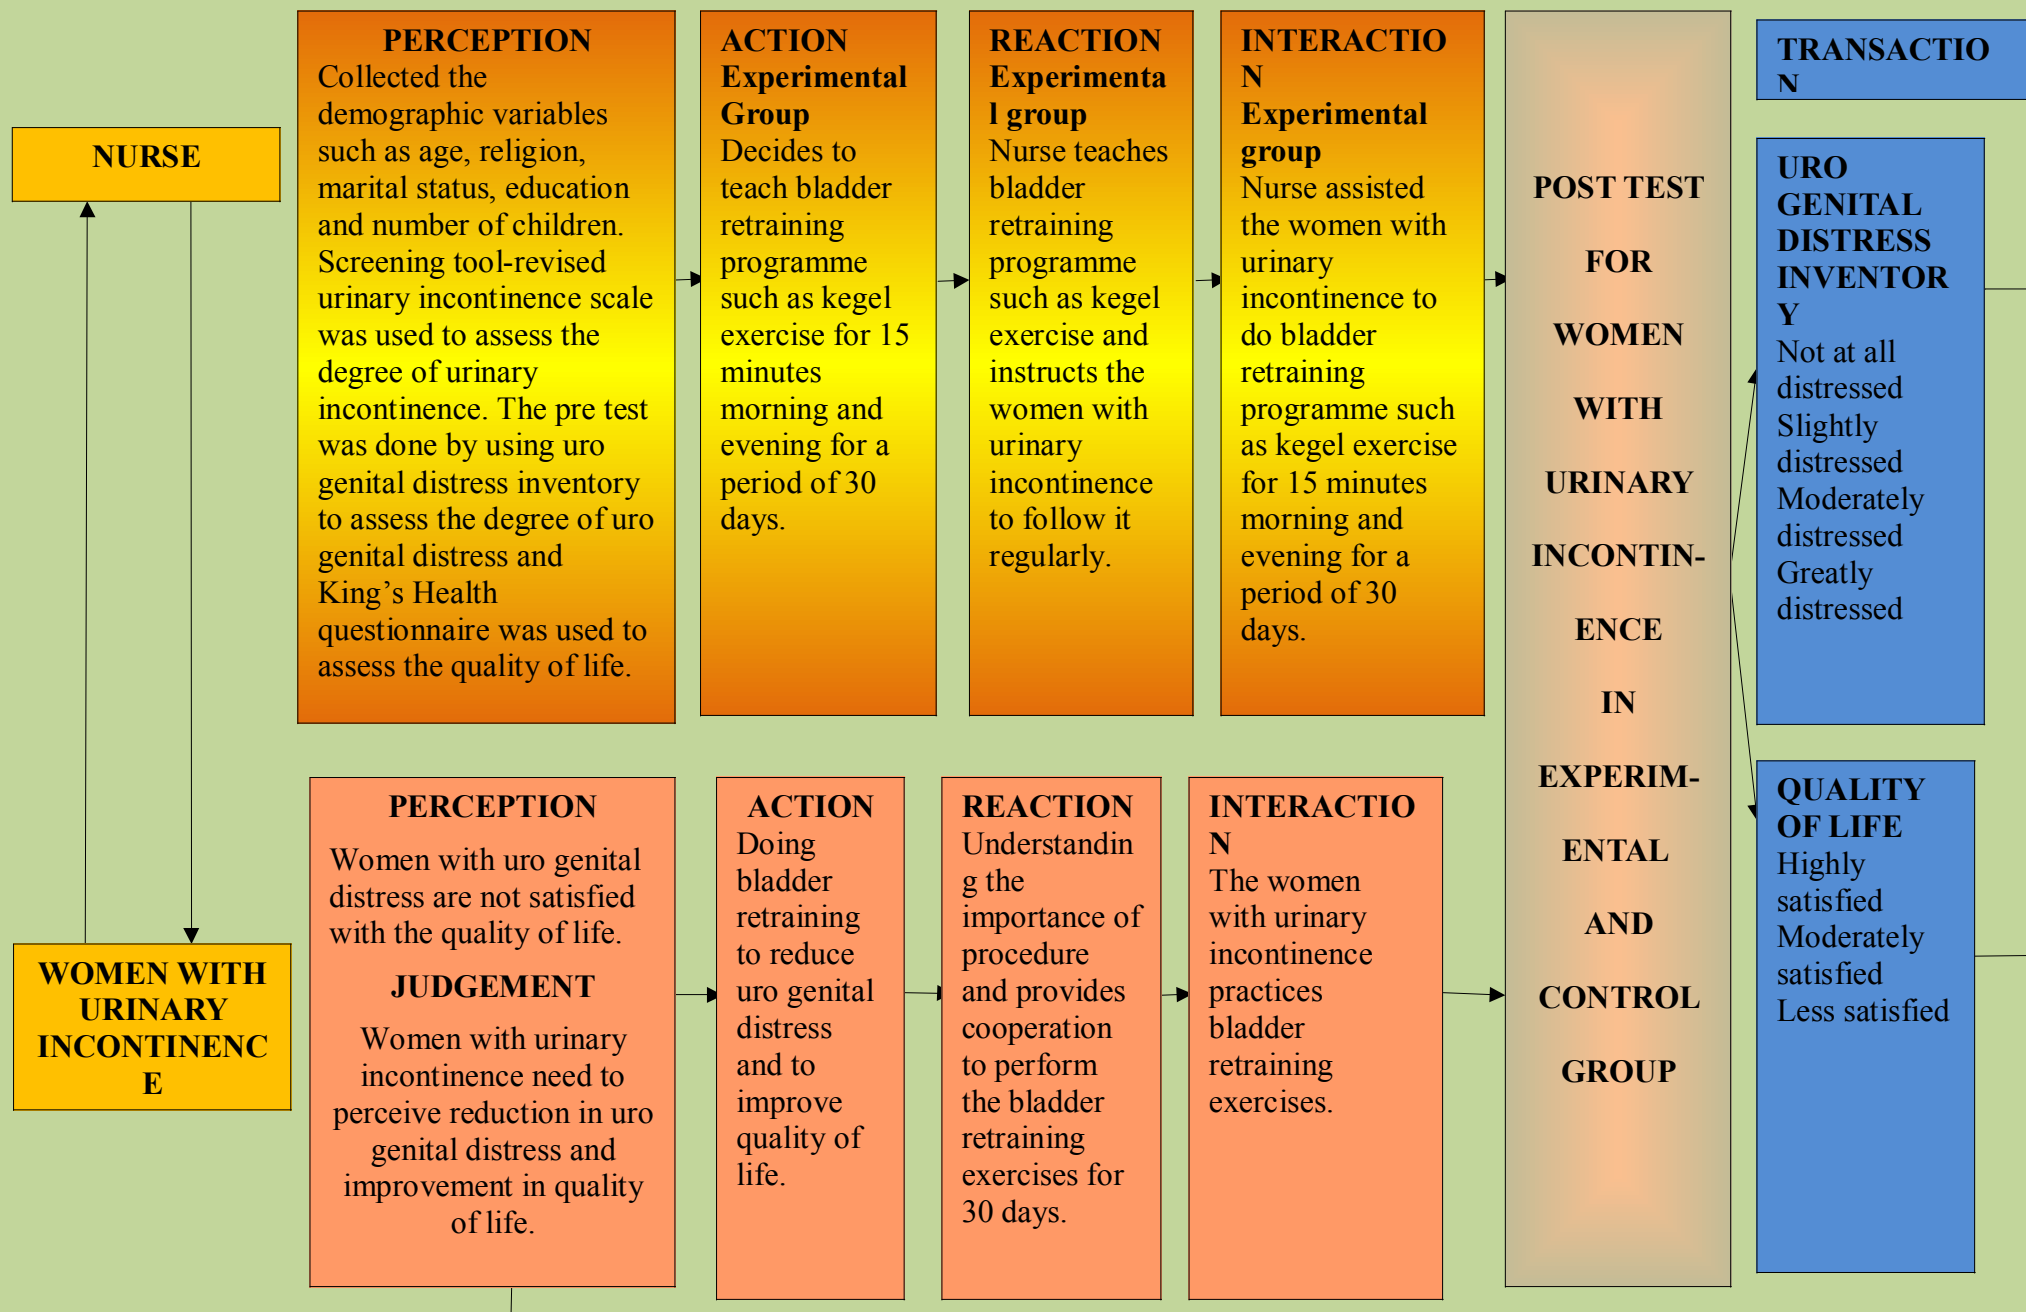 NURSE
WOMEN WITH
URINARY
INCONTINENC
E
PERCEPTION
Collected the
demographic variables
such as age, religion,
marital status, education
and number of children.
Screening tool-revised
urinary incontinence scale
was used to assess the
degree of urinary
incontinence. The pre test
was done by using uro
genital distress inventory
to assess the degree of uro
genital distress and
King’s Health
questionnaire was used to
assess the quality of life.
ACTION
Experimental
Group
Decides to
teach bladder
retraining
programme
such as kegel
exercise for 15
minutes
morning and
evening for a
period of 30
days.
REACTION
Experimenta
l group
Nurse teaches
bladder
retraining
programme
such as kegel
exercise and
instructs the
women with
urinary
incontinence
to follow it
regularly.
INTERACTIO
N
Experimental
group
Nurse assisted
the women with
urinary
incontinence to
do bladder
retraining
programme such
as kegel exercise
for 15 minutes
morning and
evening for a
period of 30
days.
PERCEPTION
Women with uro genital
distress are not satisfied
with the quality of life.
JUDGEMENT
Women with urinary
incontinence need to
perceive reduction in uro
genital distress and
improvement in quality
of life.
ACTION
Doing
bladder
retraining
to reduce
uro genital
distress
and to
improve
quality of
life.
REACTION
Understandin
g the
importance of
procedure
and provides
cooperation
to perform
the bladder
retraining
exercises for
30 days.
INTERACTIO
N
The women
with urinary
incontinence
practices
bladder
retraining
exercises.
POST TEST
FOR
WOMEN
WITH
URINARY
INCONTIN-
ENCE
IN
EXPERIM-
ENTAL
AND
CONTROL
GROUP
TRANSACTIO
N
URO
GENITAL
DISTRESS
INVENTOR
Y
Not at all
distressed
Slightly
distressed
Moderately
distressed
Greatly
distressed
QUALITY
OF LIFE
Highly
satisfied
Moderately
satisfied
Less satisfied